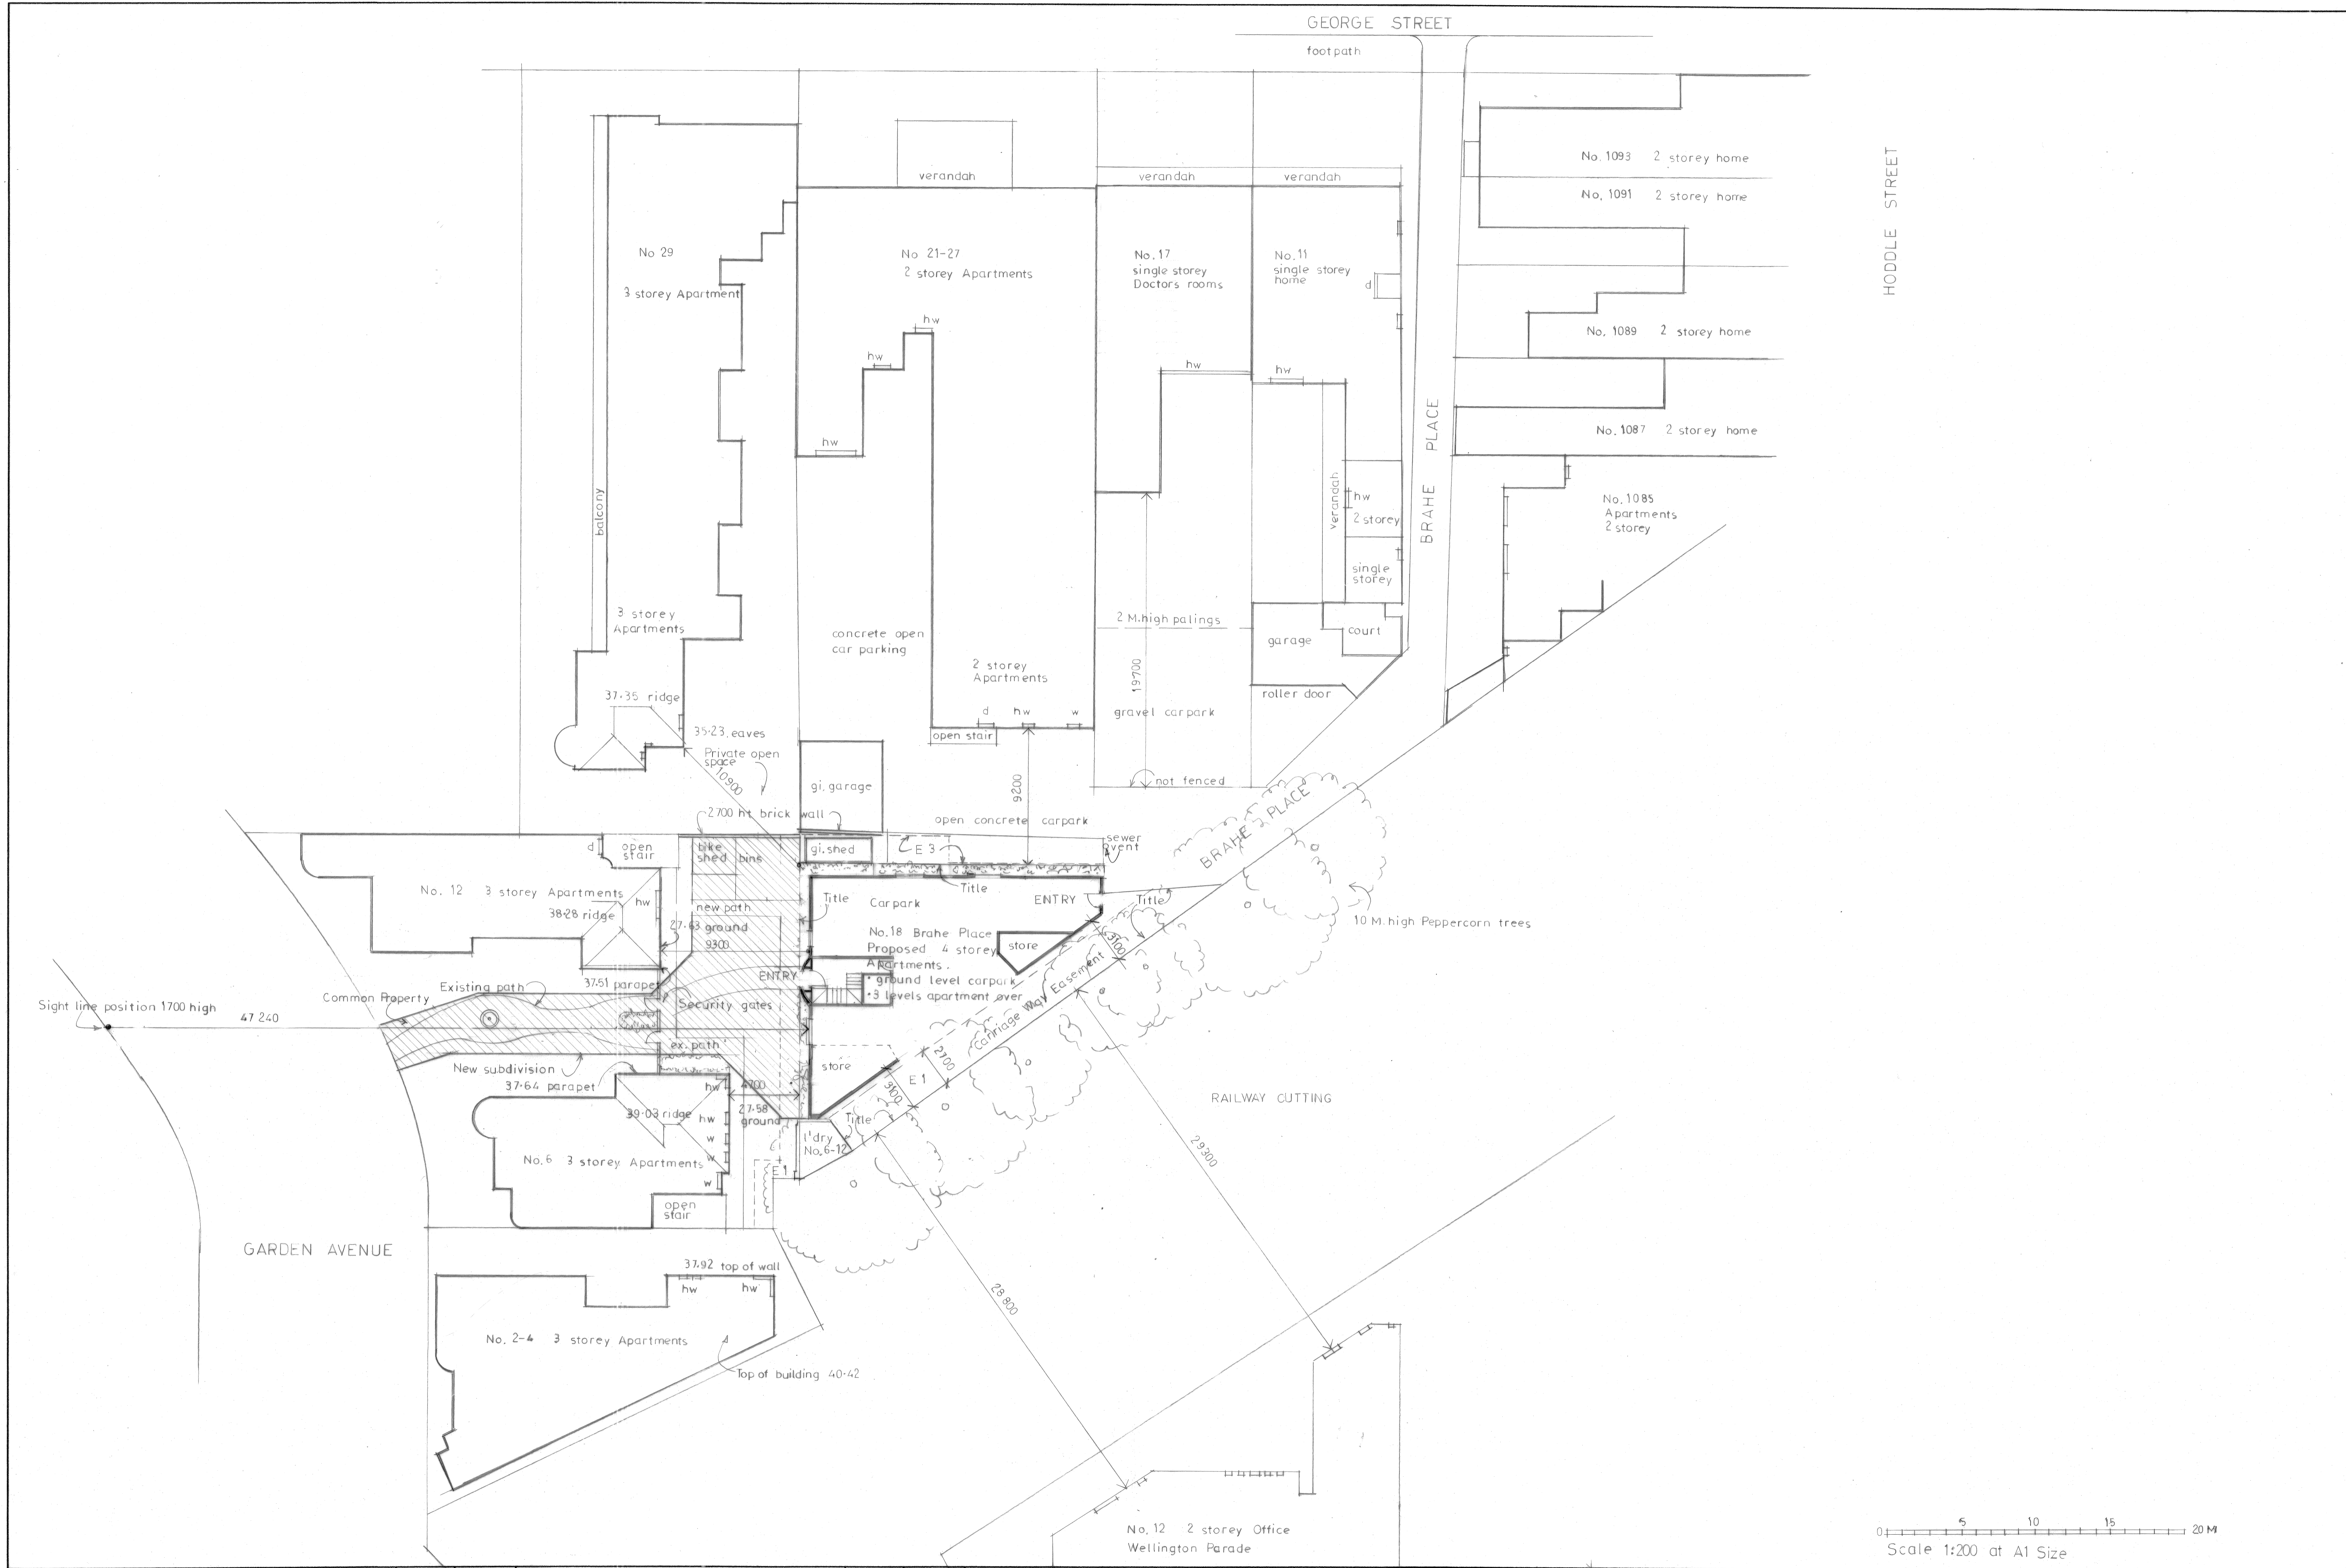 GEORGE STREET
footpath
HODDLE STREET
No. 1093 2 storey home
No. 1091 2 storey home
No. 1089 2 storey home
No. 1087 2 storey home
No. 1085
Apartments
2 storey
BRAHE PLACE
verandah
verandah
verandah
No 29
3 storey Apartment
No 21-27
2 storey Apartments
No. 17
single storey
Doctors rooms
No. 11
single storey
home
d
hw
hw
hw
hw
hw
balcony
verandah
hw
2 storey
single
storey
3 storey
Apartments
concrete open
car parking
2 storey
Apartments
2 M.high palings
19700
garage
court
roller door
gravel carpark
37.35 ridge
35.23 eaves
Private open
space
10900
d hw w
open stair
9200
not fenced
gi. garage
2700 ht brick wall
open concrete carpark
sewer
vent
BRAHE PLACE
d
open
stair
bike
shed
bins
gi. shed
E 3
Title
No. 12 3 storey Apartments
hw
38.28 ridge
new path
27.63 ground
9300
Title
Carpark
ENTRY
Title
10 M. high Peppercorn trees
No. 18 Brahe Place
Proposed 4 storey
Apartments.
• ground level carpark
• 3 levels apartment over
store
3100
ENTRY
37.51 parapet
Existing path
Common Property
Security gates
Sight line position 1700 high
47 240
Carriage Way Easement
ex. path
New subdivision
37.64 parapet
store
2700
E 1
3100
RAILWAY CUTTING
hw
4700
27.58
ground
39.03 ridge
hw
w
w
w
Title
l'dry
No. 6-12
E 1
No. 6 3 storey Apartments
open
stair
29300
28 800
GARDEN AVENUE
37.92 top of wall
hw
hw
No. 2-4 3 storey Apartments
Top of building 40.42
No. 12 2 storey Office
Wellington Parade
0 5 10 15 20 M
Scale 1:200 at A1 Size